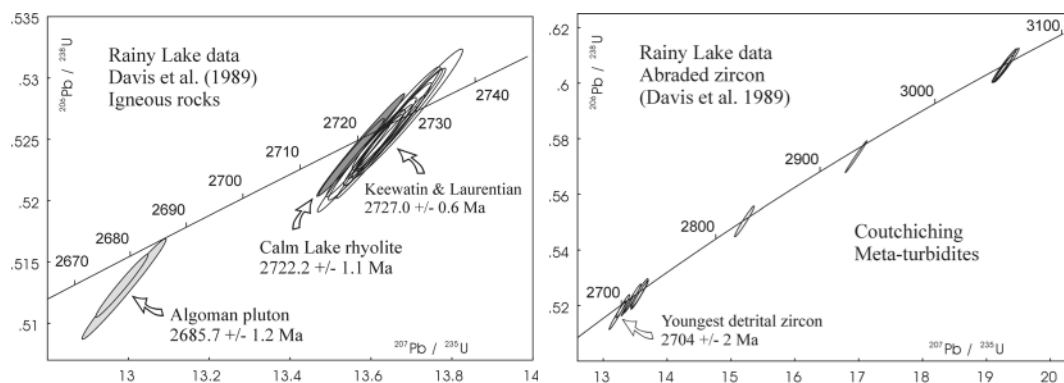 .535
.53
.525
.52
.515
.51
206Pb / 238U
Rainy Lake data
Davis et al. (1989)
Igneous rocks
2740
2730
2720
2710
2700
2690
2680
2670
Keewatin & Laurentian
2727.0 +/- 0.6 Ma
Calm Lake rhyolite
2722.2 +/- 1.1 Ma
Algoman pluton
2685.7 +/- 1.2 Ma
207Pb / 235U
13 13.2 13.4 13.6 13.8 14
.62
.6
.58
.56
.54
.52
206Pb / 238U
Rainy Lake data
Abraded zircon
(Davis et al. 1989)
3100
3000
2900
2800
2700
Coutchiching
Meta-turbidites
Youngest detrital zircon
2704 +/- 2 Ma
207Pb / 235U
13 14 15 16 17 18 19 20